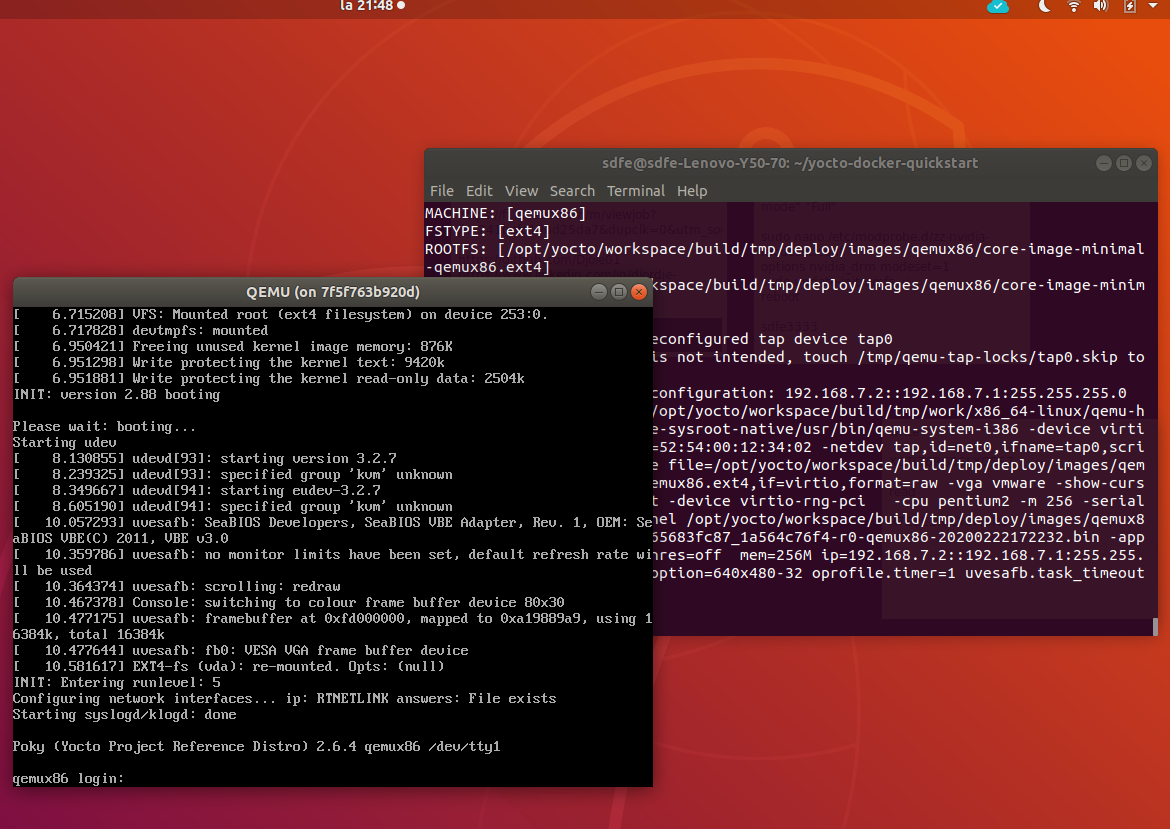 la 21:48
sdfe@sdfe-Lenovo-Y50-70: ~/yocto-docker-quickstart
File Edit View Search Terminal Help
MACHINE: [qemux86]
FSTYPE: [ext4]
ROOTFS: [/opt/yocto/workspace/build/tmp/deploy/images/qemux86/core-image-minimal
-qemux86.ext4]
kspace/build/tmp/deploy/images/qemux86/core-image-minim
econfigured tap device tap0
is not intended, touch /tmp/qemu-tap-locks/tap0.skip to
configuration: 192.168.7.2::192.168.7.1:255.255.255.0
/opt/yocto/workspace/build/tmp/work/x86_64-linux/qemu-h
e-sysroot-native/usr/bin/qemu-system-i386 -device virti
=52:54:00:12:34:02 -netdev tap,id=net0,ifname=tap0,scri
e file=/opt/yocto/workspace/build/tmp/deploy/images/qem
emux86.ext4,if=virtio,format=raw -vga vmware -show-curs
t -device virtio-rng-pci   -cpu pentium2 -m 256 -serial
nel /opt/yocto/workspace/build/tmp/deploy/images/qemux8
65683fc87_1a564c76f4-r0-qemux86-20200222172232.bin -app
nres=off  mem=256M ip=192.168.7.2::192.168.7.1:255.255.
option=640x480-32 oprofile.timer=1 uvesafb.task_timeout
QEMU (on 7f5f763b920d)
[    6.715208] VFS: Mounted root (ext4 filesystem) on device 253:0.
[    6.717828] devtmpfs: mounted
[    6.950421] Freeing unused kernel image memory: 876K
[    6.951298] Write protecting the kernel text: 9420k
[    6.951881] Write protecting the kernel read-only data: 2504k
INIT: version 2.88 booting
Please wait: booting...
Starting udev
[    8.130855] udevd[93]: starting version 3.2.7
[    8.239325] udevd[93]: specified group 'kvm' unknown
[    8.349667] udevd[94]: starting eudev-3.2.7
[    8.605190] udevd[94]: specified group 'kvm' unknown
[   10.057293] uvesafb: SeaBIOS Developers, SeaBIOS VBE Adapter, Rev. 1, OEM: Se
aBIOS VBE(C) 2011, VBE v3.0
[   10.359786] uvesafb: no monitor limits have been set, default refresh rate wi
ll be used
[   10.364374] uvesafb: scrolling: redraw
[   10.467378] Console: switching to colour frame buffer device 80x30
[   10.477175] uvesafb: framebuffer at 0xfd000000, mapped to 0xa19889a9, using 1
6384k, total 16384k
[   10.477644] uvesafb: fb0: VESA VGA frame buffer device
[   10.581617] EXT4-fs (vda): re-mounted. Opts: (null)
INIT: Entering runlevel: 5
Configuring network interfaces... ip: RTNETLINK answers: File exists
Starting syslogd/klogd: done
Poky (Yocto Project Reference Distro) 2.6.4 qemux86 /dev/tty1
qemux86 login: